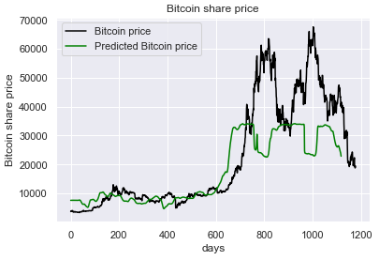 Bitcoin share price
Bitcoin price
Predicted Bitcoin price
Bitcoin share price
70000
60000
50000
40000
30000
20000
10000
0 200 400 600 800 1000 1200
days